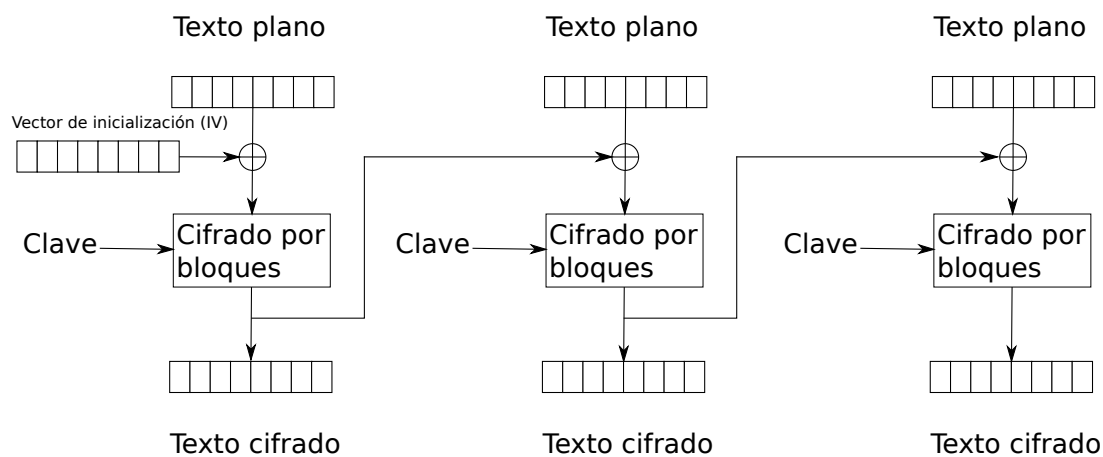 Texto plano
Texto plano
Texto plano
Vector de inicialización (IV)
Clave
Cifrado por
bloques
Clave
Cifrado por
bloques
Clave
Cifrado por
bloques
Texto cifrado
Texto cifrado
Texto cifrado